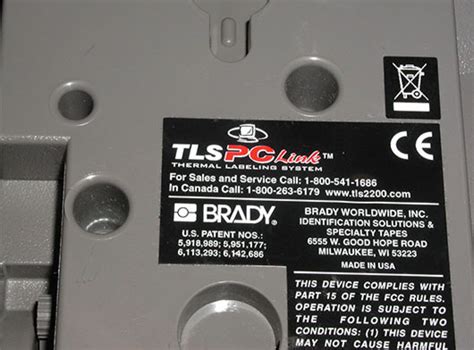 TLSPC Link™
THERMAL LABELING SYSTEM
For Sales and Service Call: 1-800-541-1686
In Canada Call: 1-800-263-6179 www.tls2200.com
BRADY®
U.S. PATENT NOS.:
5,918,989; 5,951,177;
6,113,293; 6,142,686
BRADY WORLDWIDE, INC.
IDENTIFICATION SOLUTIONS &
SPECIALTY TAPES
6555 W. GOOD HOPE ROAD
MILWAUKEE, WI 53223
MADE IN USA
CE
THIS DEVICE COMPLIES WITH
PART 15 OF THE FCC RULES.
OPERATION IS SUBJECT TO
THE FOLLOWING TWO
CONDITIONS: (1) THIS DEVICE
MAY NOT CAUSE HARMFUL